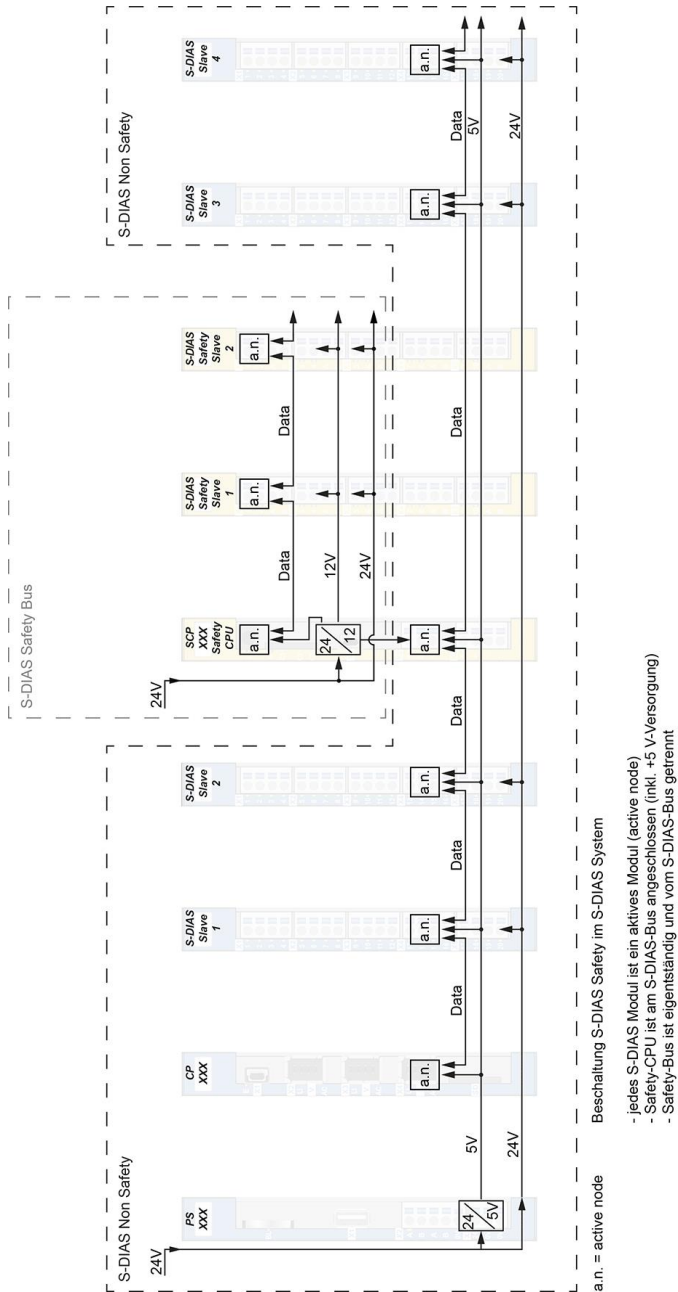 S-DIAS Safety Bus
S-DIAS Non Safety
S-DIAS Non Safety
24V
24V
PS
XXX
CP
XXX
S-DIAS
Slave
1
S-DIAS
Slave
2
SCP
XXX
Safety
CPU
S-DIAS
Safety
Slave
1
S-DIAS
Safety
Slave
2
S-DIAS
Slave
3
S-DIAS
Slave
4
a.n.
Data
a.n.
Data
a.n.
24
12
12V
24V
24
5V
5V
24V
a.n.
Data
a.n.
Data
a.n.
Data
a.n.
Data
a.n.
Data
a.n.
5V
24V
a.n. = active node
Beschaltung S-DIAS Safety im S-DIAS System
- jedes S-DIAS Modul ist ein aktives Modul (active node)
- Safety-CPU ist am S-DIAS-Bus angeschlossen (inkl. +5 V-Versorgung)
- Safety-Bus ist eigentständig und vom S-DIAS-Bus getrennt